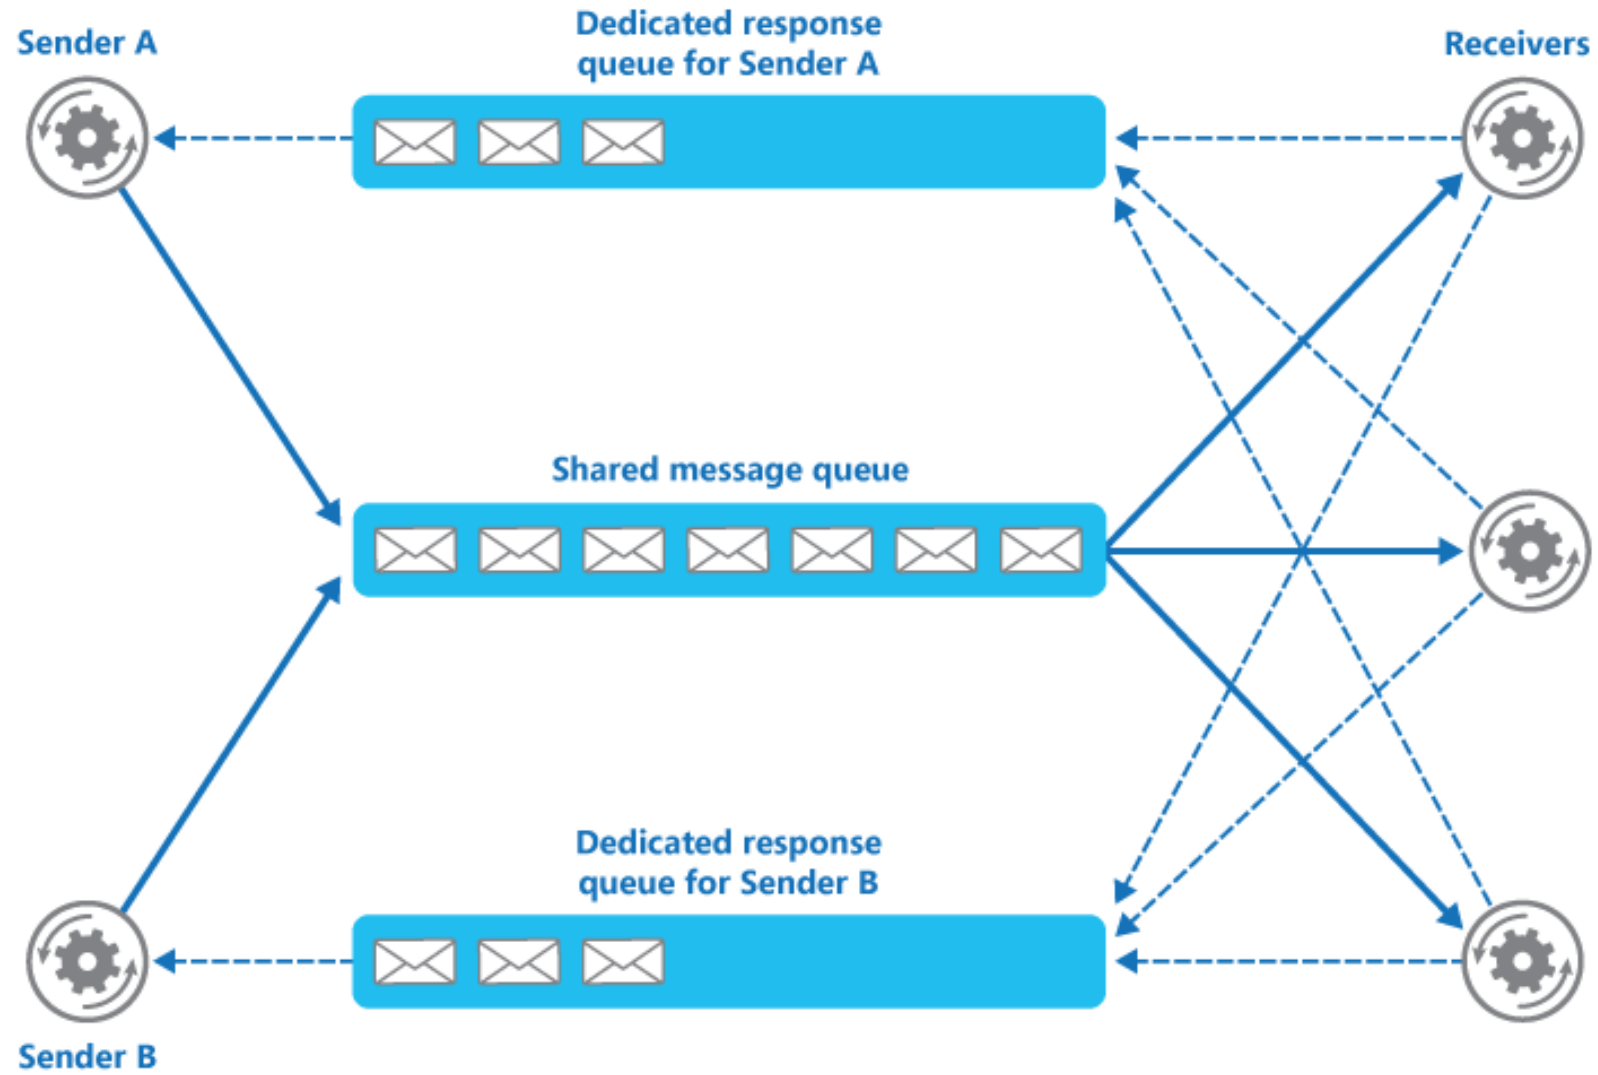 Sender A
Dedicated response
queue for Sender A
Receivers
Shared message queue
Dedicated response
queue for Sender B
Sender B